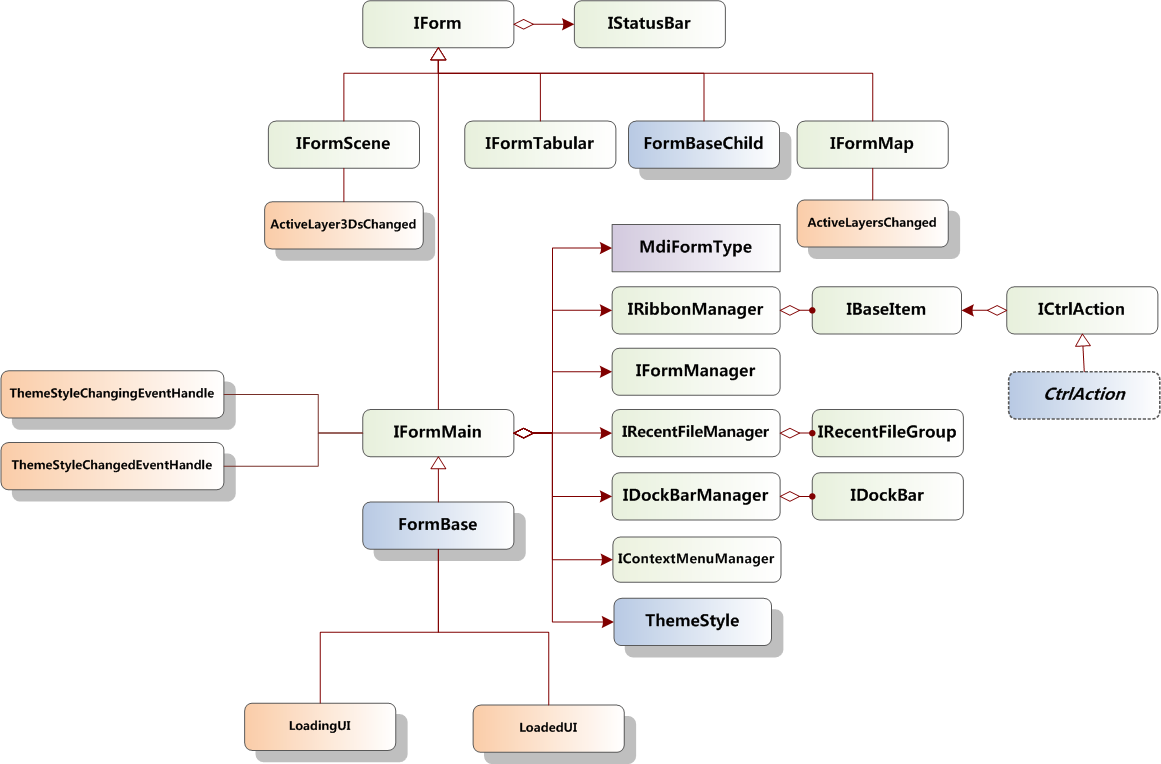 IForm
IStatusBar
IFormScene
IFormTabular
FormBaseChild
IFormMap
ActiveLayer3DsChanged
ActiveLayersChanged
MdiFormType
IRibbonManager
IBaseItem
ICtrlAction
IFormManager
CtrlAction
ThemeStyleChangingEventHandle
IFormMain
IRecentFileManager
IRecentFileGroup
ThemeStyleChangedEventHandle
IDockBarManager
IDockBar
FormBase
IContextMenuManager
ThemeStyle
LoadingUI
LoadedUI